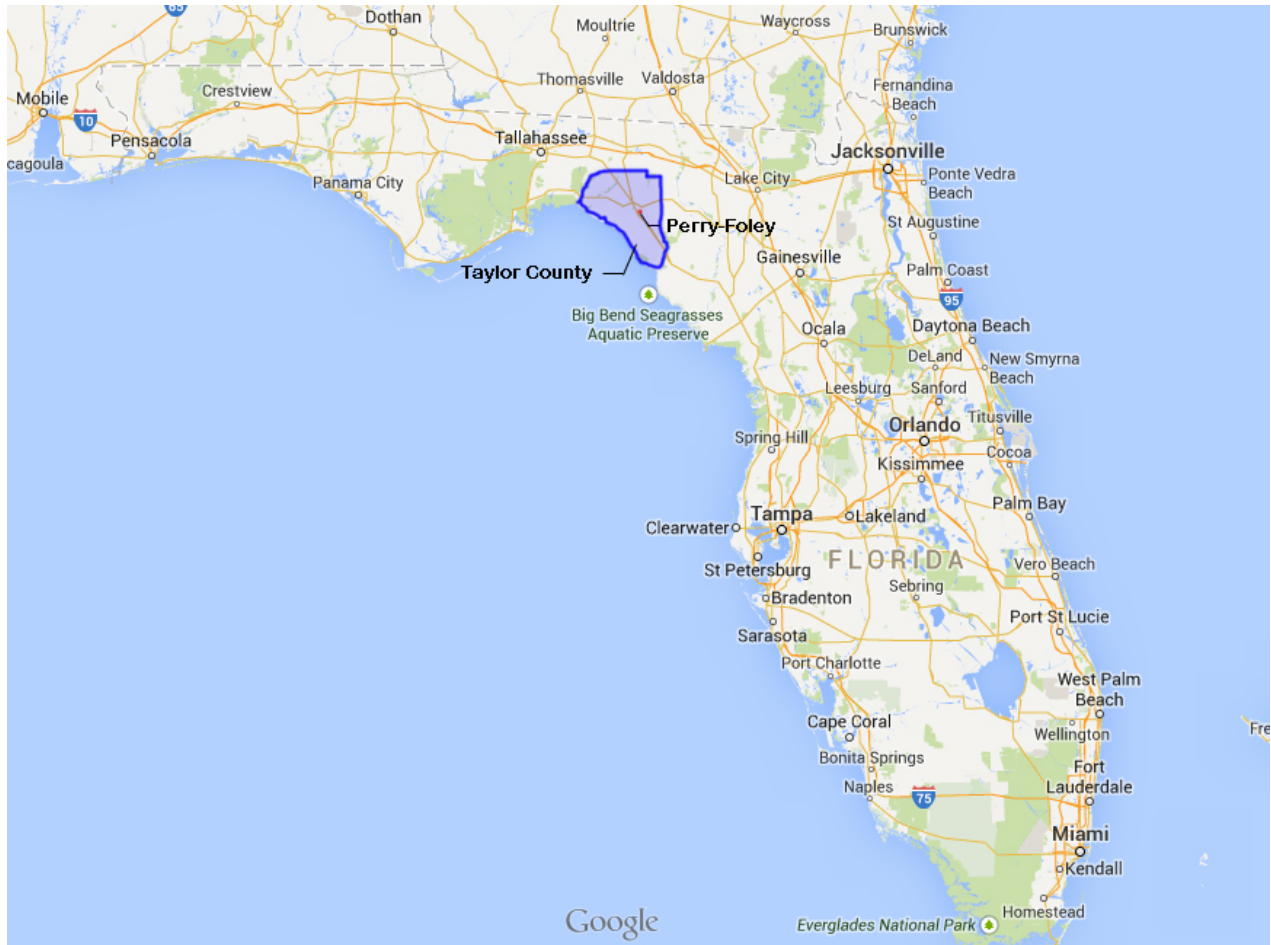 65
Dothan
Moultrie
Waycross
Brunswick
Mobile
10
Crestview
Thomasville
Valdosta
Fernandina
Beach
Pensacola
Tallahassee
Jacksonville
cagoula
Panama City
Lake City
Ponte Vedra
Beach
Perry-Foley
St Augustine
Taylor County
Gainesville
Palm Coast
95
Big Bend Seagrasses
Aquatic Preserve
Ocala
Daytona Beach
DeLand
New Smyrna
Beach
Leesburg
Sanford
Orlando
Titusville
Spring Hill
Kissimmee
Cocoa
Palm Bay
Clearwater
Tampa
Lakeland
St Petersburg
FLORIDA
Vero Beach
Bradenton
Sebring
Sarasota
Port St Lucie
Port Charlotte
West Palm
Beach
Cape Coral
Wellington
Fre
Bonita Springs
Fort
Lauderdale
Naples
75
Miami
Kendall
Homestead
Google
Everglades National Park